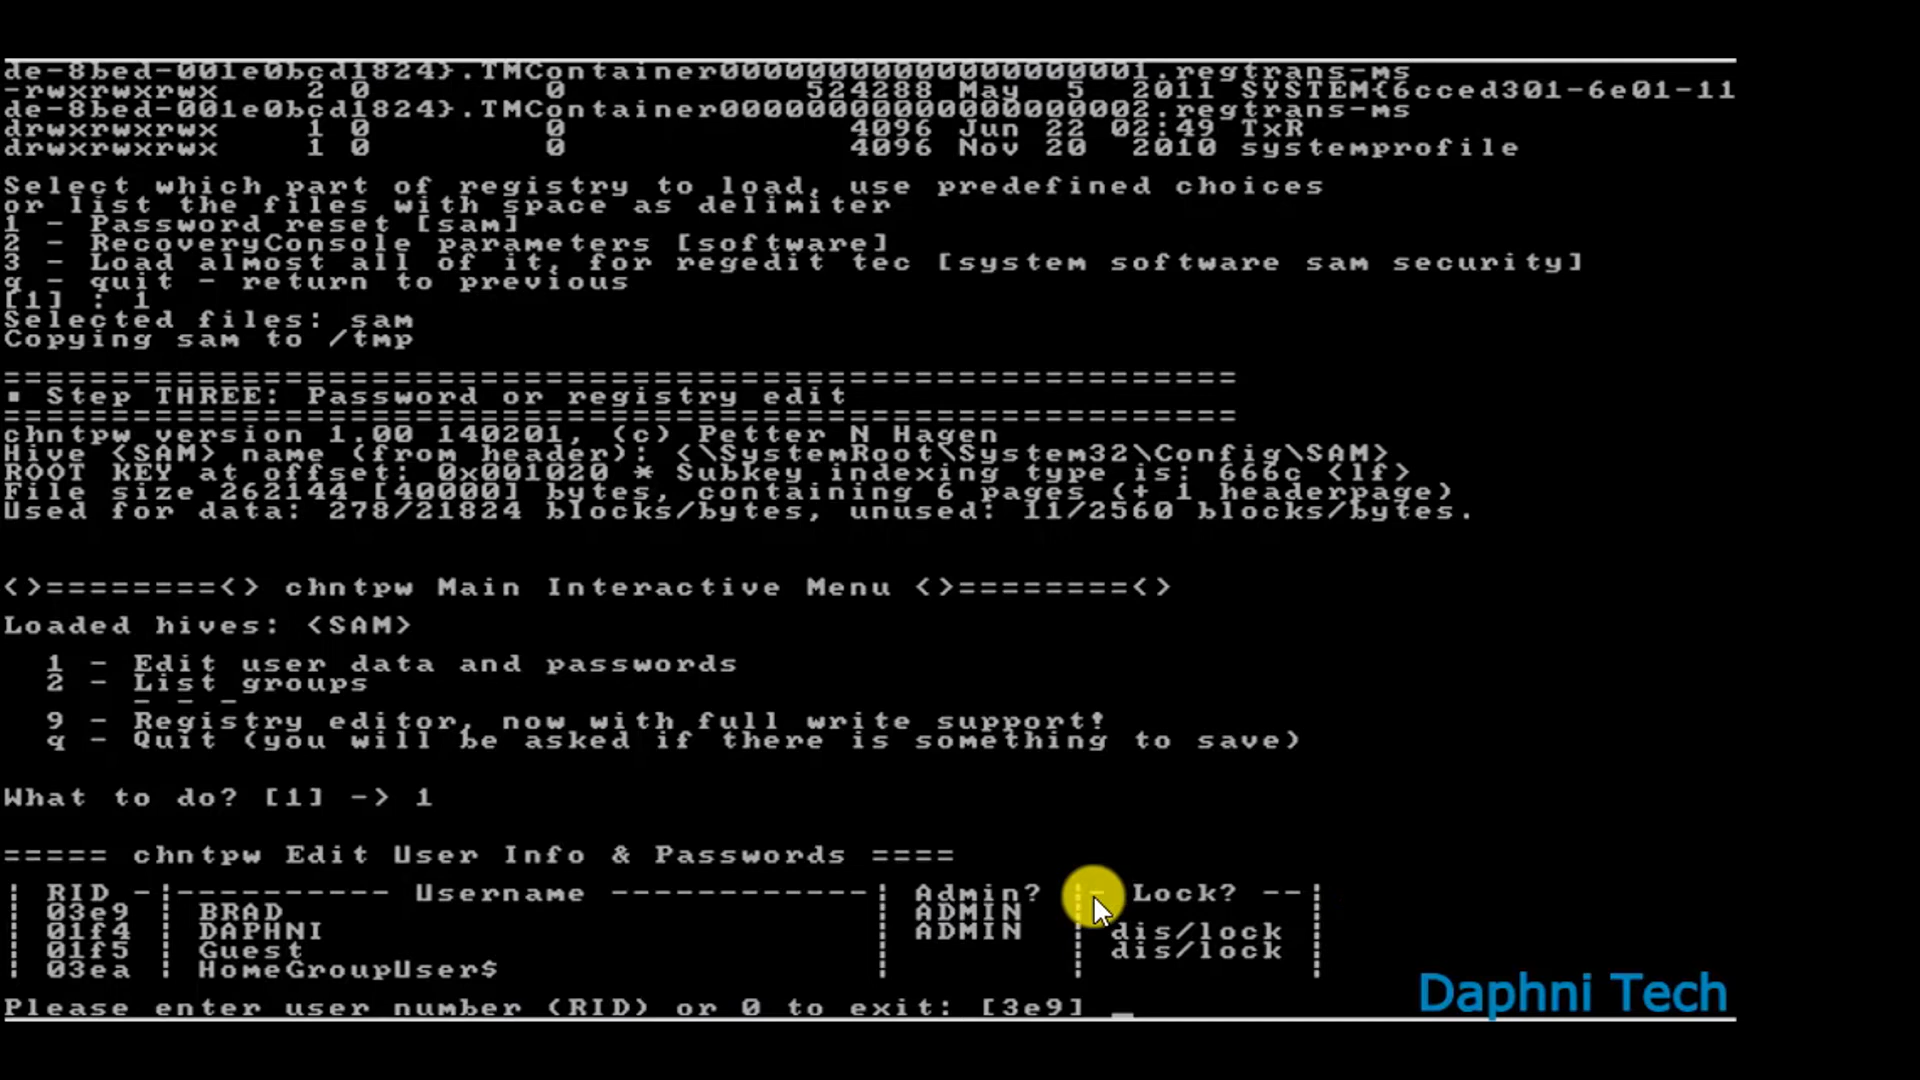 de-8bed-001e0bcd1824}.TMContainer00000000000000000001.regtrans-ms
-rwxrwxrwx    2 0        0           524288 May  5  2011 SYSTEM{6cced301-6e01-11
de-8bed-001e0bcd1824}.TMContainer00000000000000000002.regtrans-ms
drwxrwxrwx    1 0        0             4096 Jun 22 02:49 TxR
drwxrwxrwx    1 0        0             4096 Nov 20  2010 systemprofile
Select which part of registry to load, use predefined choices
or list the files with space as delimiter
1 - Password reset [sam]
2 - RecoveryConsole parameters [software]
3 - Load almost all of it, for regedit tec [system software sam security]
q - quit - return to previous
[1] : 1
Selected files: sam
Copying sam to /tmp
=========================================================
▪ Step THREE: Password or registry edit
=========================================================
chntpw version 1.00 140201, (c) Petter N Hagen
Hive <SAM> name (from header): <\SystemRoot\System32\Config\SAM>
ROOT KEY at offset: 0x001020 * Subkey indexing type is: 666c <lf>
File size 262144 [40000] bytes, containing 6 pages (+ 1 headerpage)
Used for data: 278/21824 blocks/bytes, unused: 11/2560 blocks/bytes.
<>========<> chntpw Main Interactive Menu <>========<>
Loaded hives: <SAM>
1 - Edit user data and passwords
2 - List groups
- - -
9 - Registry editor, now with full write support!
q - Quit (you will be asked if there is something to save)
What to do? [1] -> 1
===== chntpw Edit User Info & Passwords ====
| RID -|---------- Username ------------| Admin? |- Lock? --|
| 03e9 | BRAD                           | ADMIN  |          |
| 01f4 | DAPHNI                         | ADMIN  | dis/lock |
| 01f5 | Guest                          |        | dis/lock |
| 03ea | HomeGroupUser$                 |        |          |
Please enter user number (RID) or 0 to exit: [3e9] _
Daphni Tech